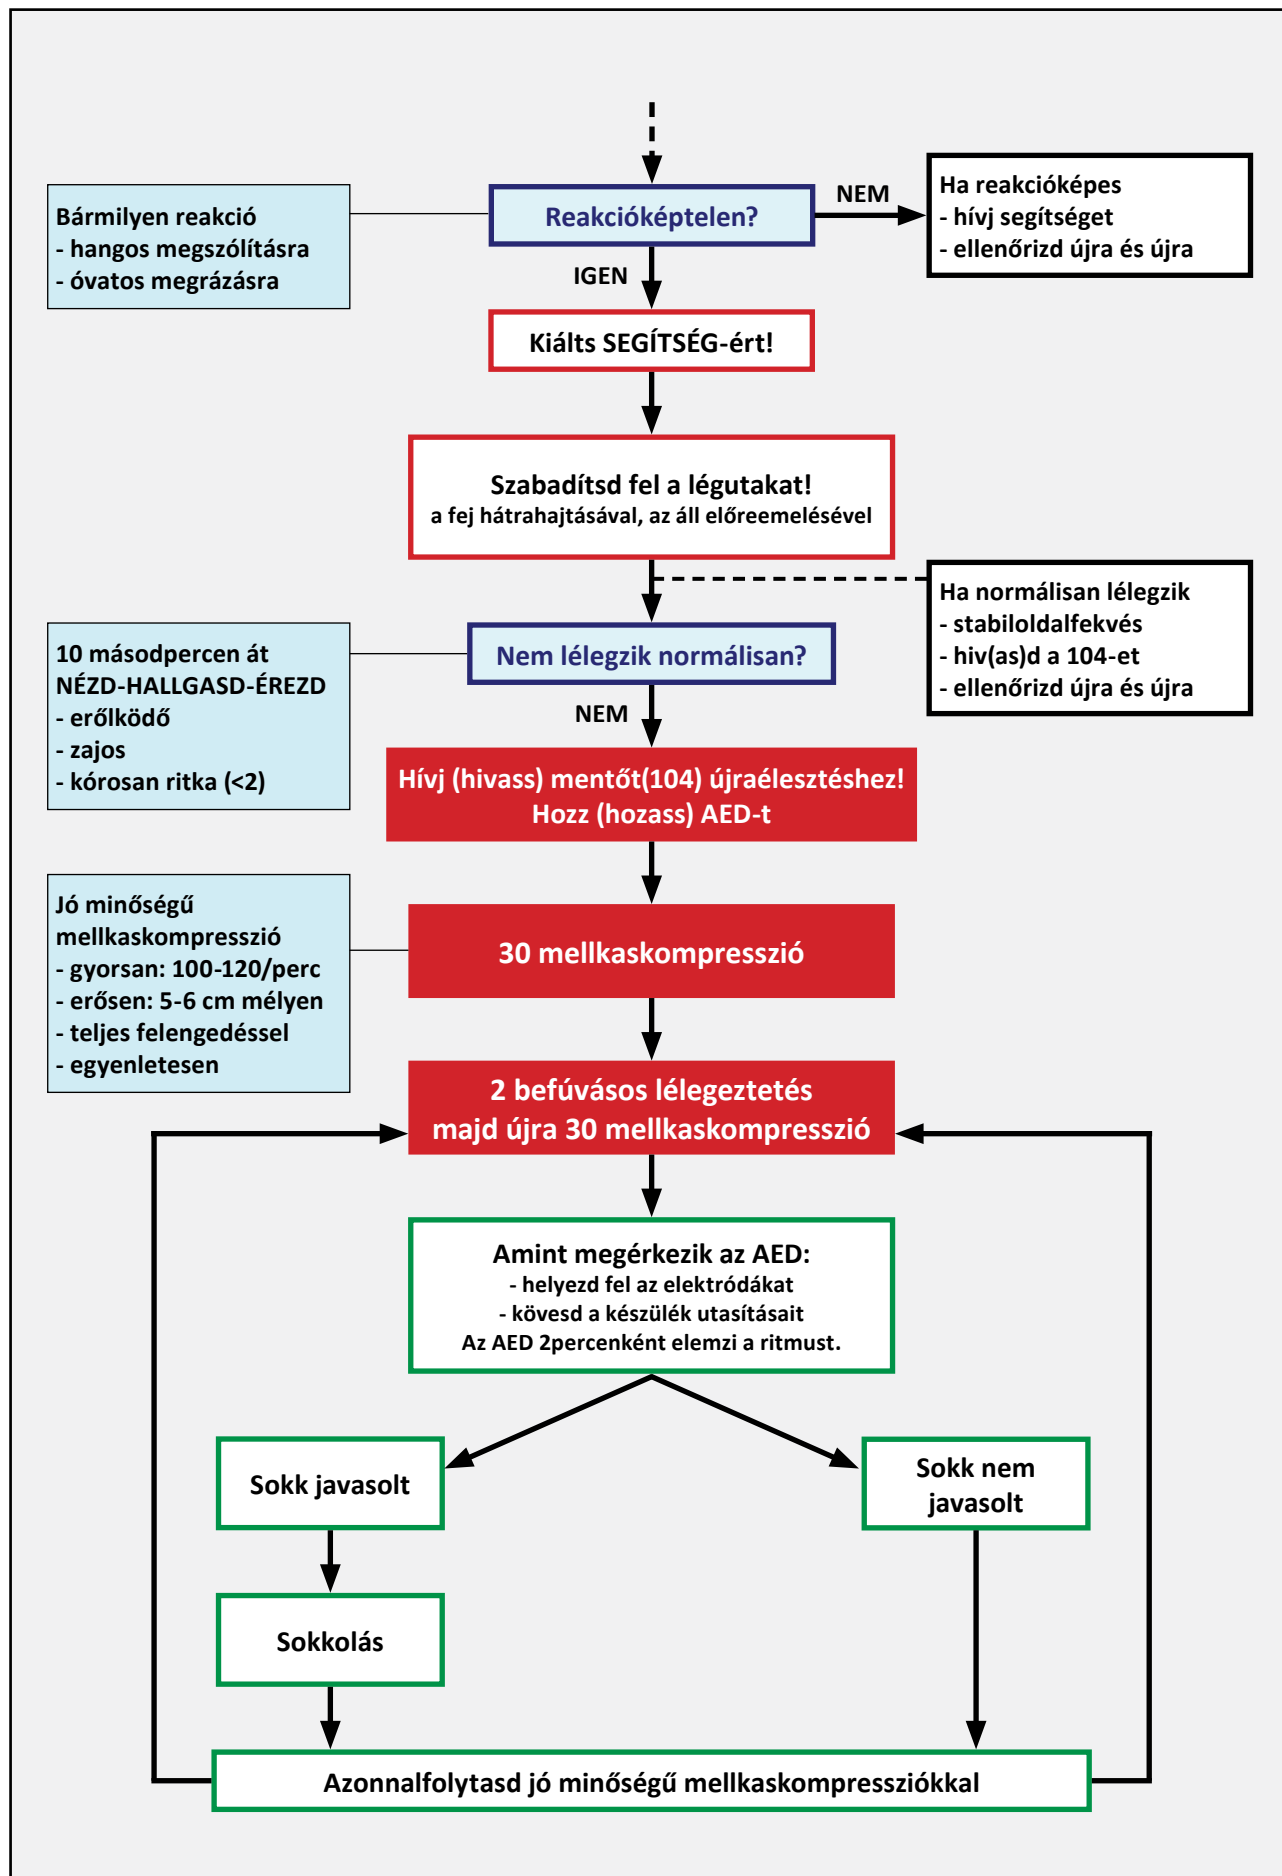 Bármilyen reakció
- hangos megszólításra
- óvatos megrázásra
Reakcióképtelen?
NEM
Ha reakcióképes
- hívj segítséget
- ellenőrizd újra és újra
IGEN
Kiálts SEGÍTSÉG-ért!
Szabadítsd fel a légutakat!
a fej hátrahajtásával, az áll előreemelésével
Ha normálisan lélegzik
- stabiloldalfekvés
- hiv(as)d a 104-et
- ellenőrizd újra és újra
10 másodpercen át
NÉZD-HALLGASD-ÉREZD
- erőlködő
- zajos
- kórosan ritka (<2)
Nem lélegzik normálisan?
NEM
Hívj (hivass) mentőt(104) újraélesztéshez!
Hozz (hozass) AED-t
Jó minőségű
mellkaskompresszió
- gyorsan: 100-120/perc
- erősen: 5-6 cm mélyen
- teljes felengedéssel
- egyenletesen
30 mellkaskompresszió
2 befúvásos lélegeztetés
majd újra 30 mellkaskompresszió
Amint megérkezik az AED:
- helyezd fel az elektródákat
- kövesd a készülék utasításait
Az AED 2percenként elemzi a ritmust.
Sokk javasolt
Sokk nem
javasolt
Sokkolás
Azonnalfolytasd jó minőségű mellkaskompressziókkal